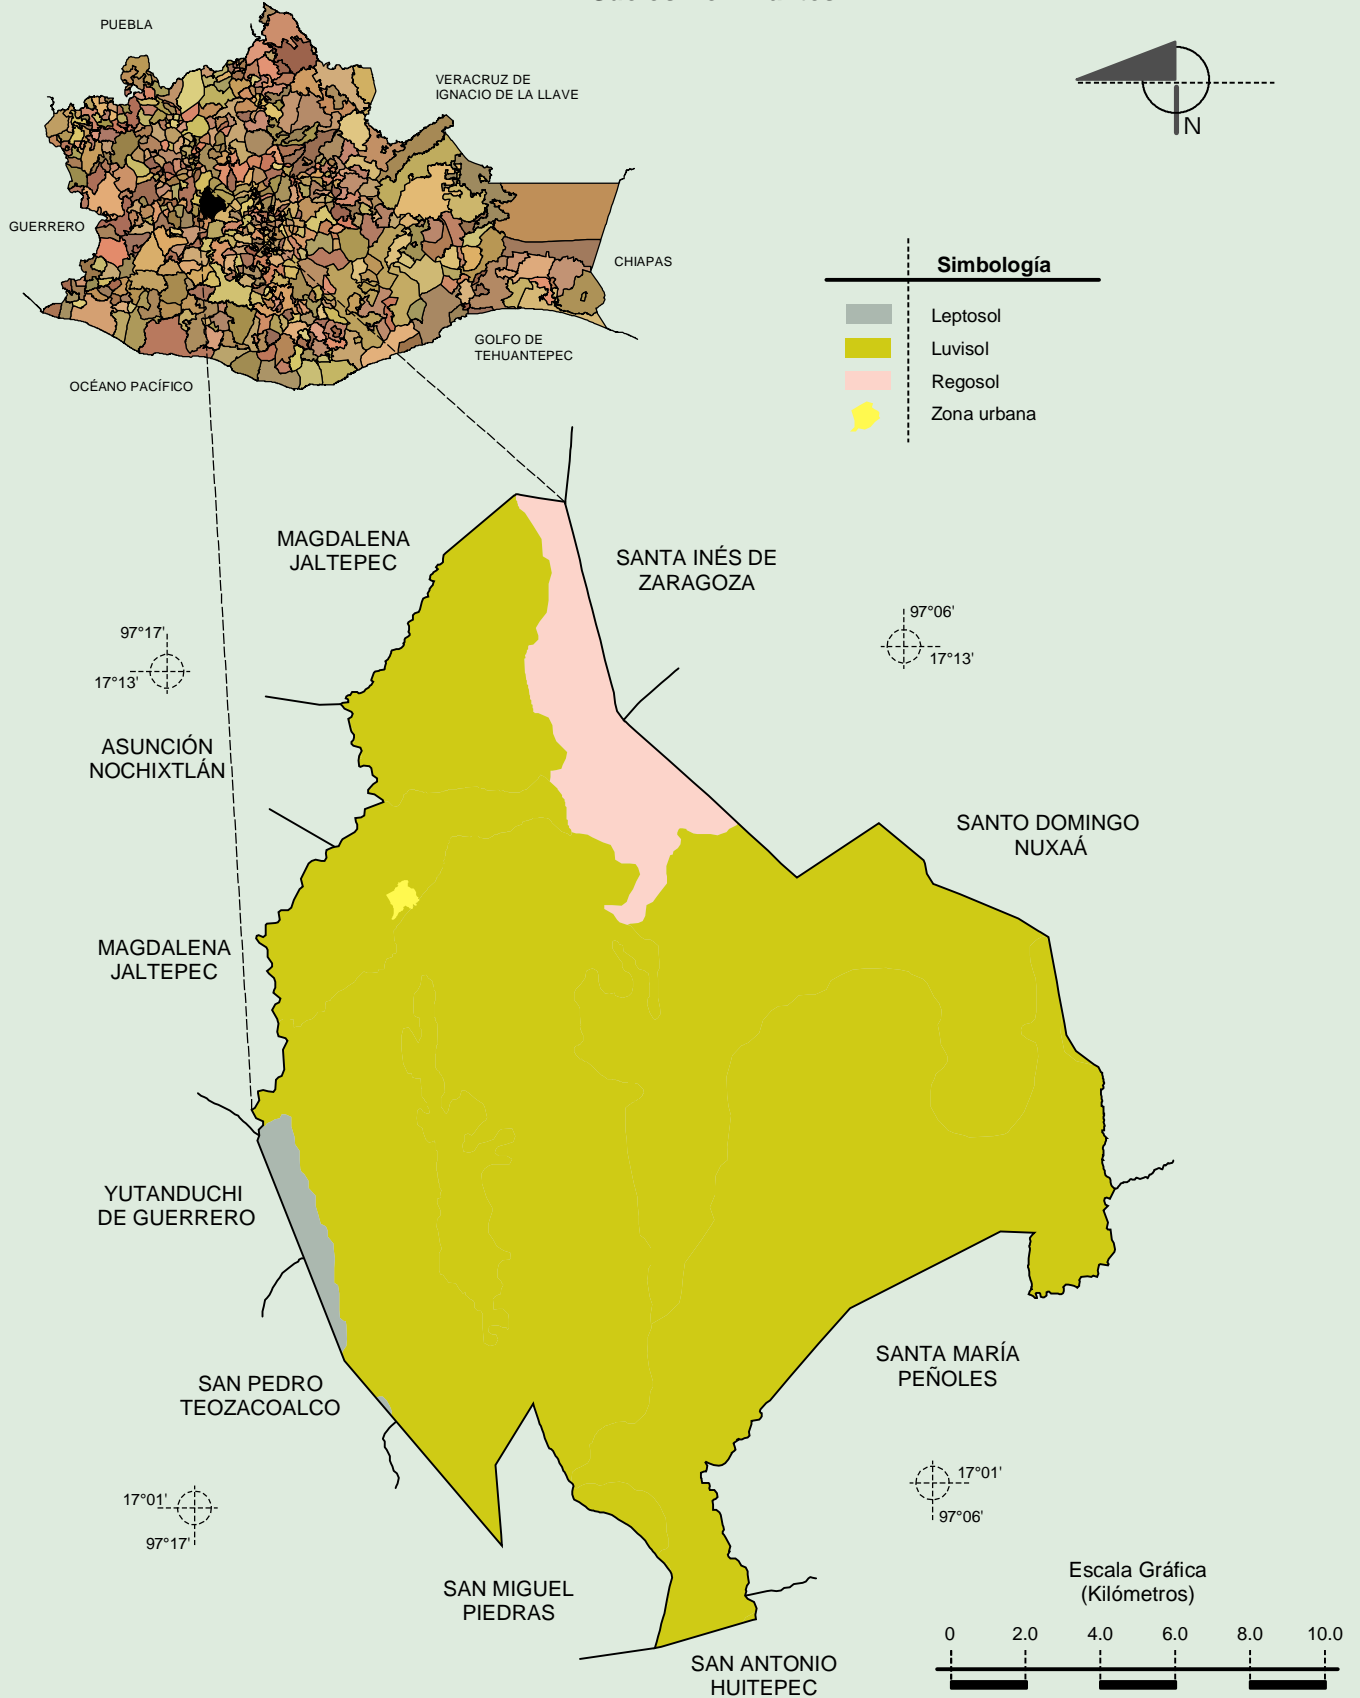 PUEBLA
VERACRUZ DE
IGNACIO DE LA LLAVE
N
GUERRERO
CHIAPAS
Simbología
Leptosol
Luvisol
Regosol
Zona urbana
GOLFO DE
TEHUANTEPEC
OCÉANO PACÍFICO
MAGDALENA
JALTEPEC
SANTA INÉS DE
ZARAGOZA
97°17'
17°13'
97°06'
17°13'
ASUNCIÓN
NOCHIXTLÁN
SANTO DOMINGO
NUXAÁ
MAGDALENA
JALTEPEC
YUTANDUCHI
DE GUERRERO
SANTA MARÍA
PEÑOLES
SAN PEDRO
TEOZACOALCO
17°01'
97°17'
17°01'
97°06'
SAN MIGUEL
PIEDRAS
SAN ANTONIO
HUITEPEC
Escala Gráfica
(Kilómetros)
0 2.0 4.0 6.0 8.0 10.0